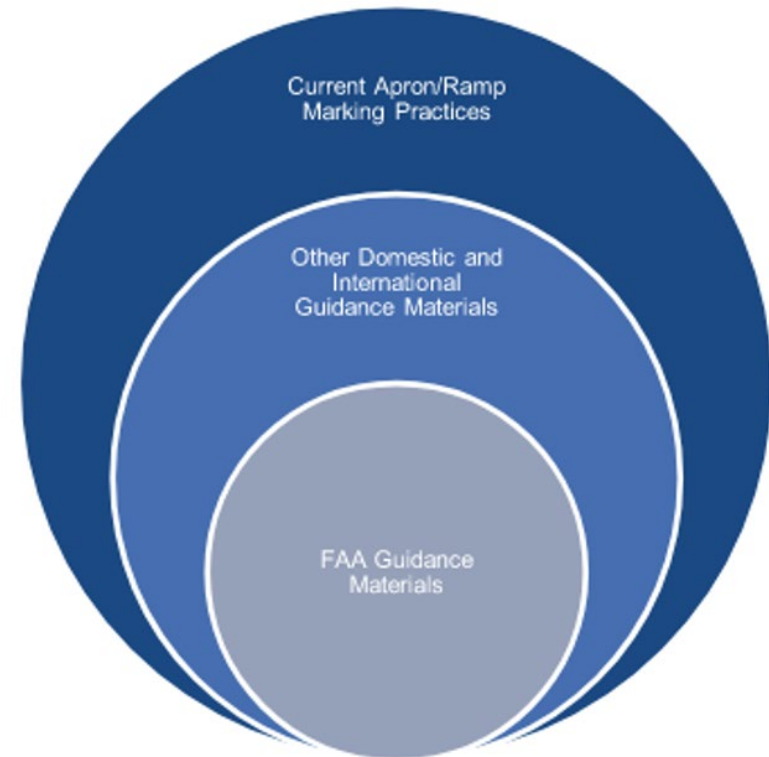 Current Apron/Ramp
Marking Practices
Other Domestic and
International
Guidance Materials
FAA Guidance
Materials